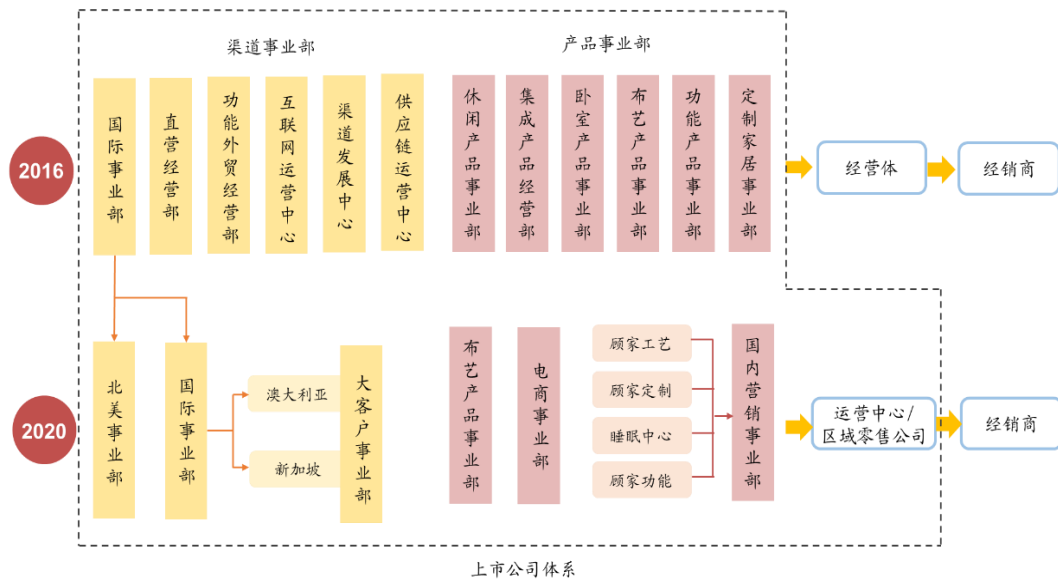 渠道事业部
产品事业部
2016
国际事业部
直营经营部
功能外贸经营部
互联网运营中心
渠道发展中心
供应链运营中心
休闲产品事业部
集成产品经营部
卧室产品事业部
布艺产品事业部
功能产品事业部
定制家居事业部
经营体
经销商
2020
北美事业部
国际事业部
澳大利亚
新加坡
大客户事业部
布艺产品事业部
电商事业部
顾家工艺
顾家定制
睡眠中心
顾家功能
国内营销事业部
运营中心/
区域零售公司
经销商
上市公司体系